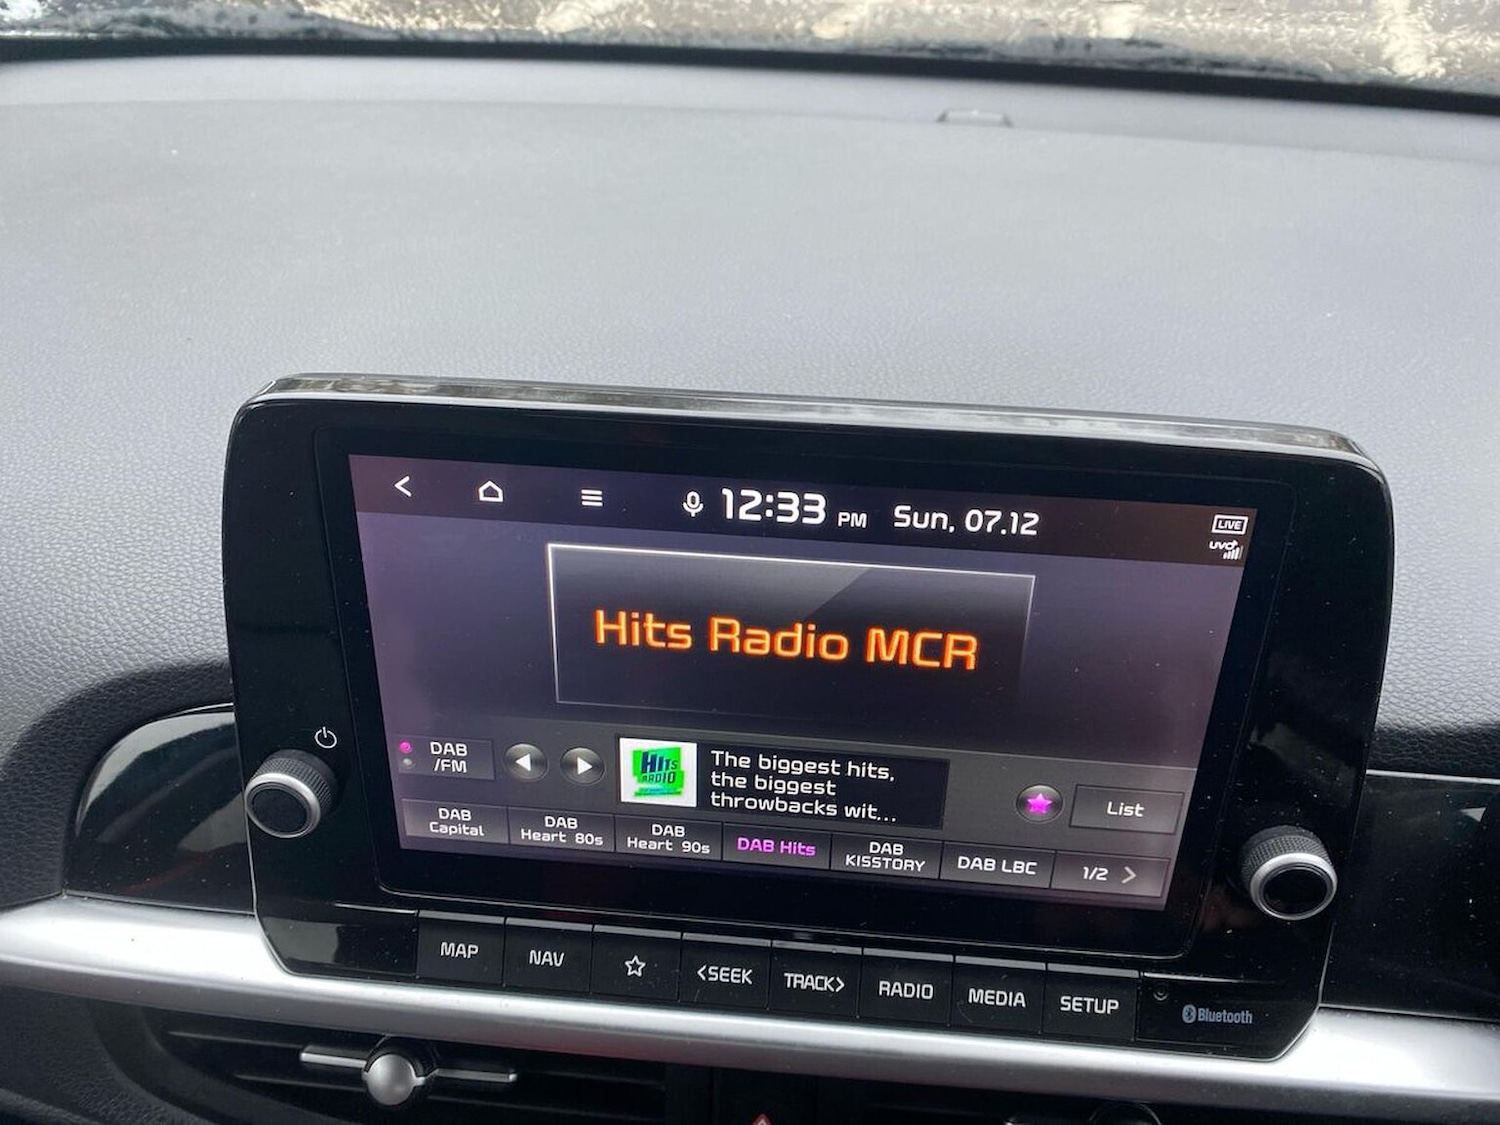 12:33 PM Sun, 07.12
LIVE
UVO
Hits Radio MCR
DAB
/FM
HITS
RADIO
The biggest hits,
the biggest
throwbacks wit...
List
DAB
Capital
DAB
Heart 80s
DAB
Heart 90s
DAB Hits
DAB
KISSTORY
DAB LBC
1/2 >
MAP
NAV
<SEEK
TRACK>
RADIO
MEDIA
SETUP
Bluetooth